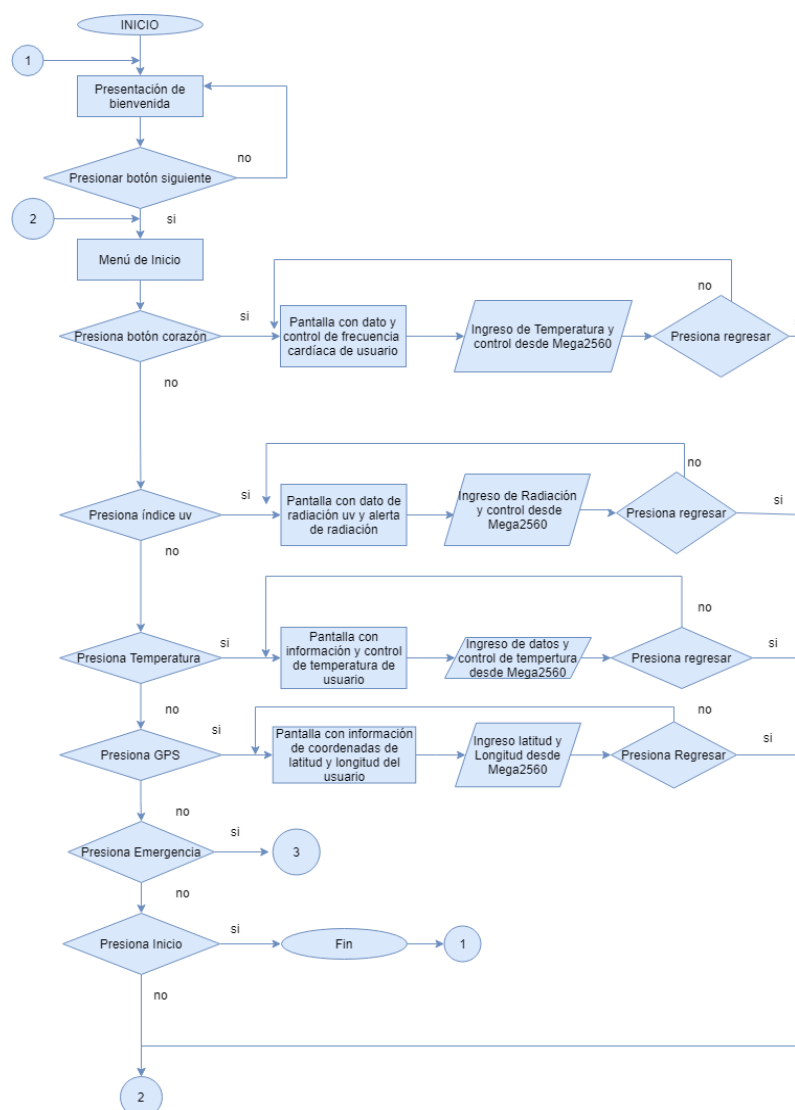 INICIO
1
Presentación de
bienvenida
no
Presionar botón siguiente
2
si
Menú de Inicio
no
si
Presiona botón corazón
Pantalla con dato y
control de frecuencia
cardíaca de usuario
Ingreso de Temperatura y
control desde Mega2560
Presiona regresar
no
no
si
Presiona índice uv
Pantalla con dato de
radiación uv y alerta
de radiación
Ingreso de Radiación
y control desde
Mega2560
Presiona regresar
si
no
no
si
Presiona Temperatura
Pantalla con
información y control
de temperatura de
usuario
Ingreso de datos y
control de tempertura
desde Mega2560
Presiona regresar
si
no
no
si
Presiona GPS
Pantalla con información
de coordenadas de
latitud y longitud del
usuario
Ingreso latitud y
Longitud desde
Mega2560
Presiona Regresar
si
no
si
Presiona Emergencia
3
no
si
Presiona Inicio
Fin
1
no
2